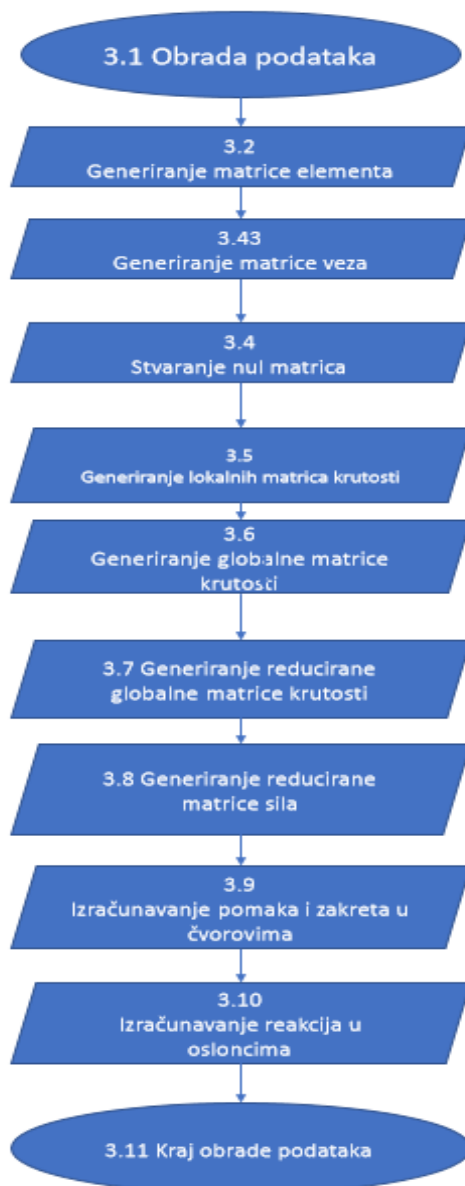 3.1 Obrada podataka
3.2
Generiranje matrice elementa
3.43
Generiranje matrice veza
3.4
Stvaranje nul matrica
3.5
Generiranje lokalnih matrica krutosti
3.6
Generiranje globalne matrice
krutosti
3.7 Generiranje reducirane
globalne matrice krutosti
3.8 Generiranje reducirane
matrice sila
3.9
Izračunavanje pomaka i zakreta u
čvorovima
3.10
Izračunavanje reakcija u
osloncima
3.11 Kraj obrade podataka